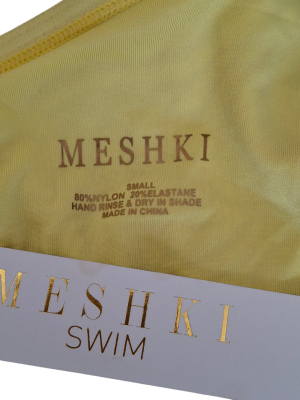 MESHKI
SMALL
80%NYLON 20%ELASTANE
HAND RINSE & DRY IN SHADE
MADE IN CHINA
MESHKI
SWIM